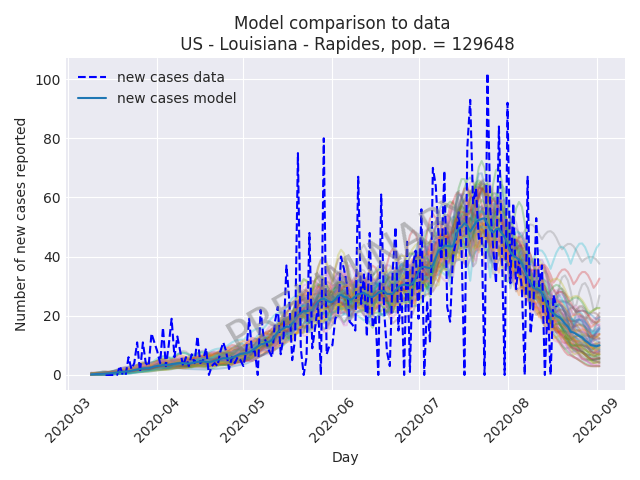 Model comparison to data
US - Louisiana - Rapides, pop. = 129648
new cases data
new cases model
Number of new cases reported
100
80
60
40
20
0
PRELIMINARY
2020-03
2020-04
2020-05
2020-06
2020-07
2020-08
2020-09
Day